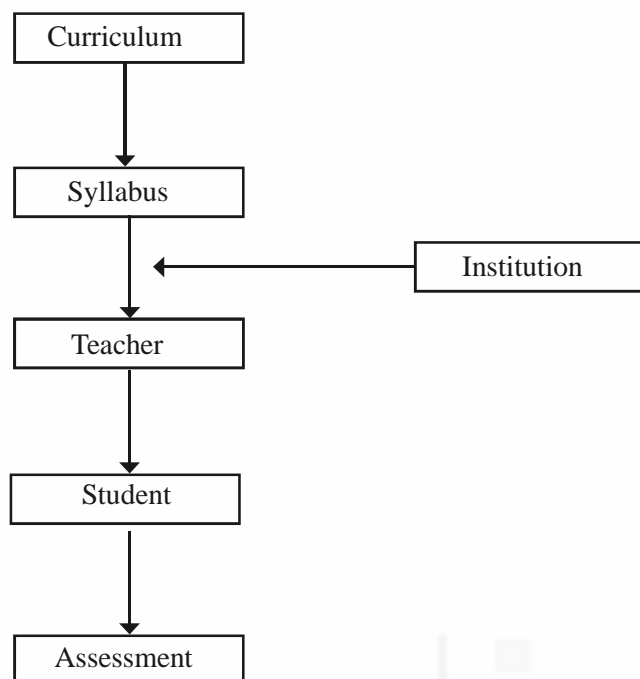 Curriculum
Syllabus
Institution
Teacher
Student
Assessment